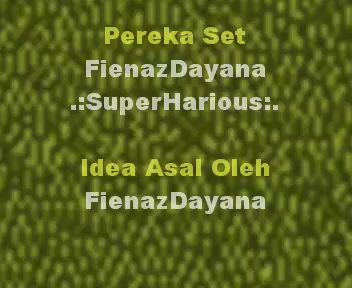 Pereka Set
FienazDayana
.:SuperHarious:.
Idea Asal Oleh
FienazDayana